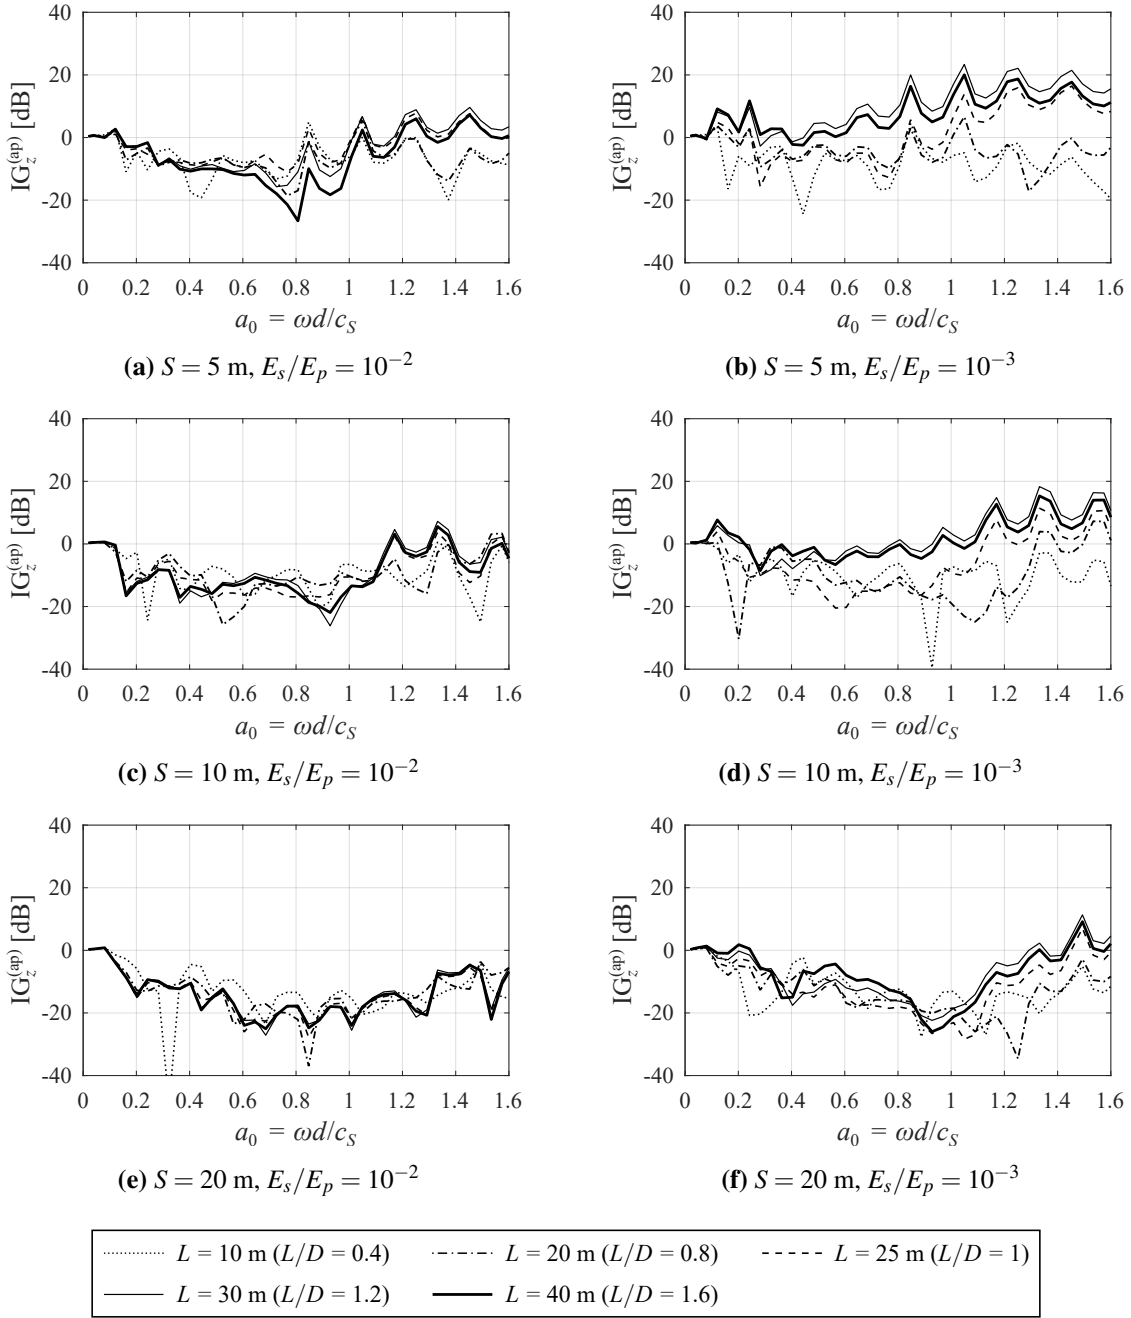 40
20
0
-20
-40
IG_z^(ap) [dB]
0 0.2 0.4 0.6 0.8 1 1.2 1.4 1.6
a_0 = ωd/c_S
(a) S = 5 m, E_s/E_p = 10^−2
40
20
0
-20
-40
IG_z^(ap) [dB]
0 0.2 0.4 0.6 0.8 1 1.2 1.4 1.6
a_0 = ωd/c_S
(b) S = 5 m, E_s/E_p = 10^−3
40
20
0
-20
-40
IG_z^(ap) [dB]
0 0.2 0.4 0.6 0.8 1 1.2 1.4 1.6
a_0 = ωd/c_S
(c) S = 10 m, E_s/E_p = 10^−2
40
20
0
-20
-40
IG_z^(ap) [dB]
0 0.2 0.4 0.6 0.8 1 1.2 1.4 1.6
a_0 = ωd/c_S
(d) S = 10 m, E_s/E_p = 10^−3
40
20
0
-20
-40
IG_z^(ap) [dB]
0 0.2 0.4 0.6 0.8 1 1.2 1.4 1.6
a_0 = ωd/c_S
(e) S = 20 m, E_s/E_p = 10^−2
40
20
0
-20
-40
IG_z^(ap) [dB]
0 0.2 0.4 0.6 0.8 1 1.2 1.4 1.6
a_0 = ωd/c_S
(f) S = 20 m, E_s/E_p = 10^−3
L = 10 m (L/D = 0.4) L = 20 m (L/D = 0.8) L = 25 m (L/D = 1)
L = 30 m (L/D = 1.2) L = 40 m (L/D = 1.6)